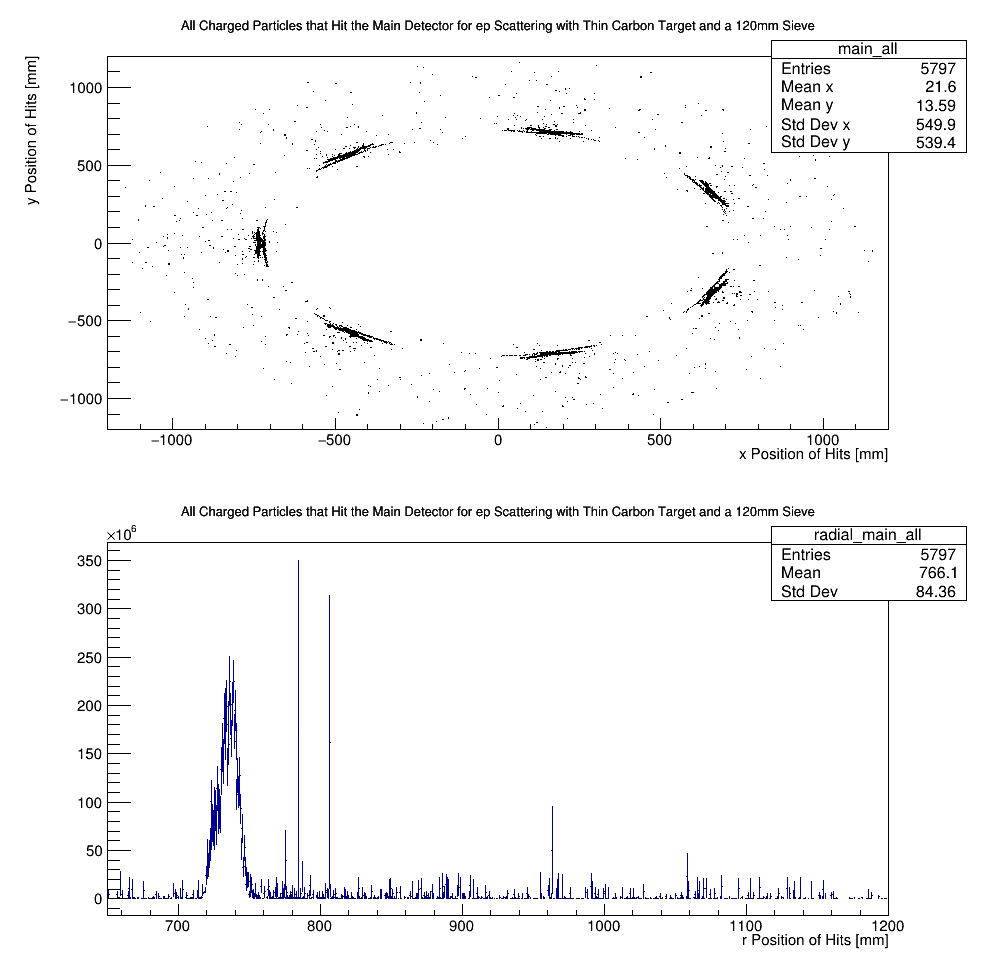 All Charged Particles that Hit the Main Detector for ep Scattering with Thin Carbon Target and a 120mm Sieve
main_all
Entries 5797
Mean x 21.6
Mean y 13.59
Std Dev x 549.9
Std Dev y 539.4
y Position of Hits [mm]
1000
500
0
−500
−1000
−1000 −500 0 500 1000
x Position of Hits [mm]
All Charged Particles that Hit the Main Detector for ep Scattering with Thin Carbon Target and a 120mm Sieve
radial_main_all
Entries 5797
Mean 766.1
Std Dev 84.36
×10⁶
350
300
250
200
150
100
50
0
700 800 900 1000 1100 1200
r Position of Hits [mm]